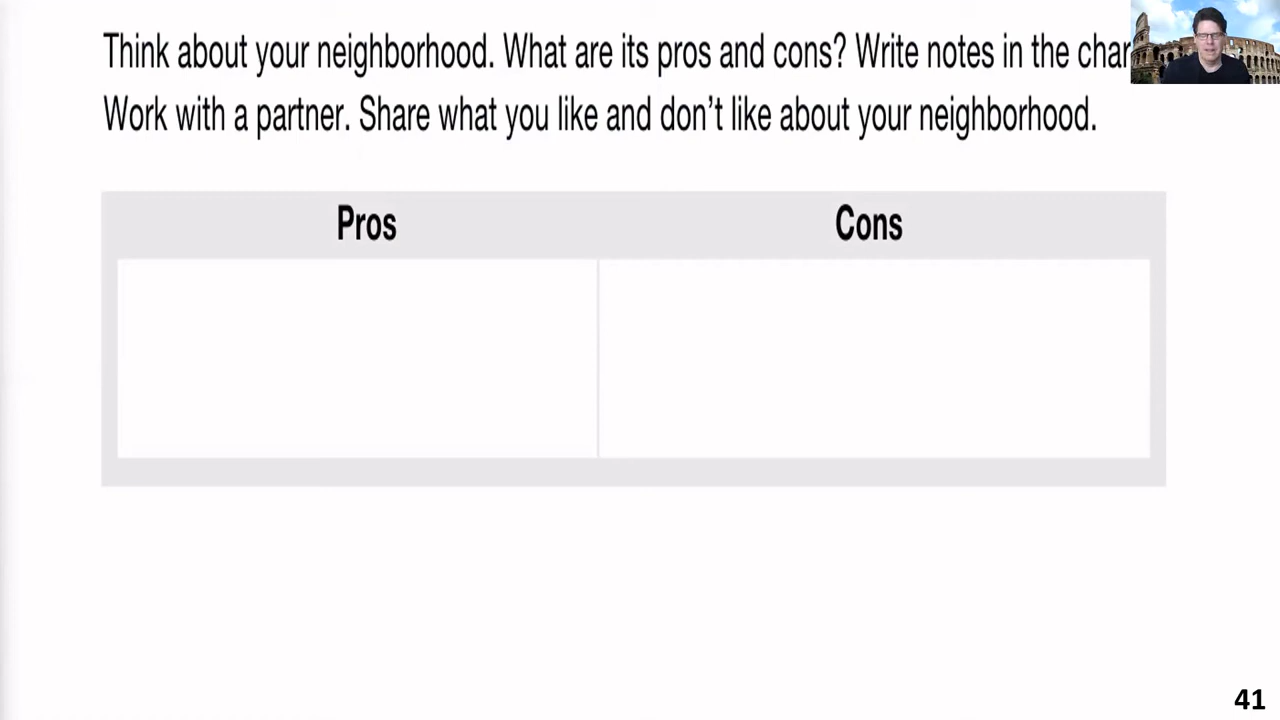 Think about your neighborhood. What are its pros and cons? Write notes in the
Work with a partner. Share what you like and don't like about your neighborhood.
Pros Cons
41